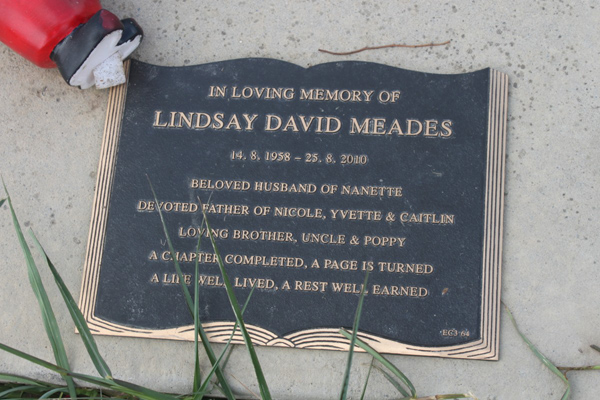 IN LOVING MEMORY OF
LINDSAY DAVID MEADES
14. 8. 1958 – 25. 8. 2010
BELOVED HUSBAND OF NANETTE
DEVOTED FATHER OF NICOLE, YVETTE & CAITLIN
LOVING BROTHER, UNCLE & POPPY
A CHAPTER COMPLETED, A PAGE IS TURNED
A LIFE WELL LIVED, A REST WELL EARNED
EG3-64